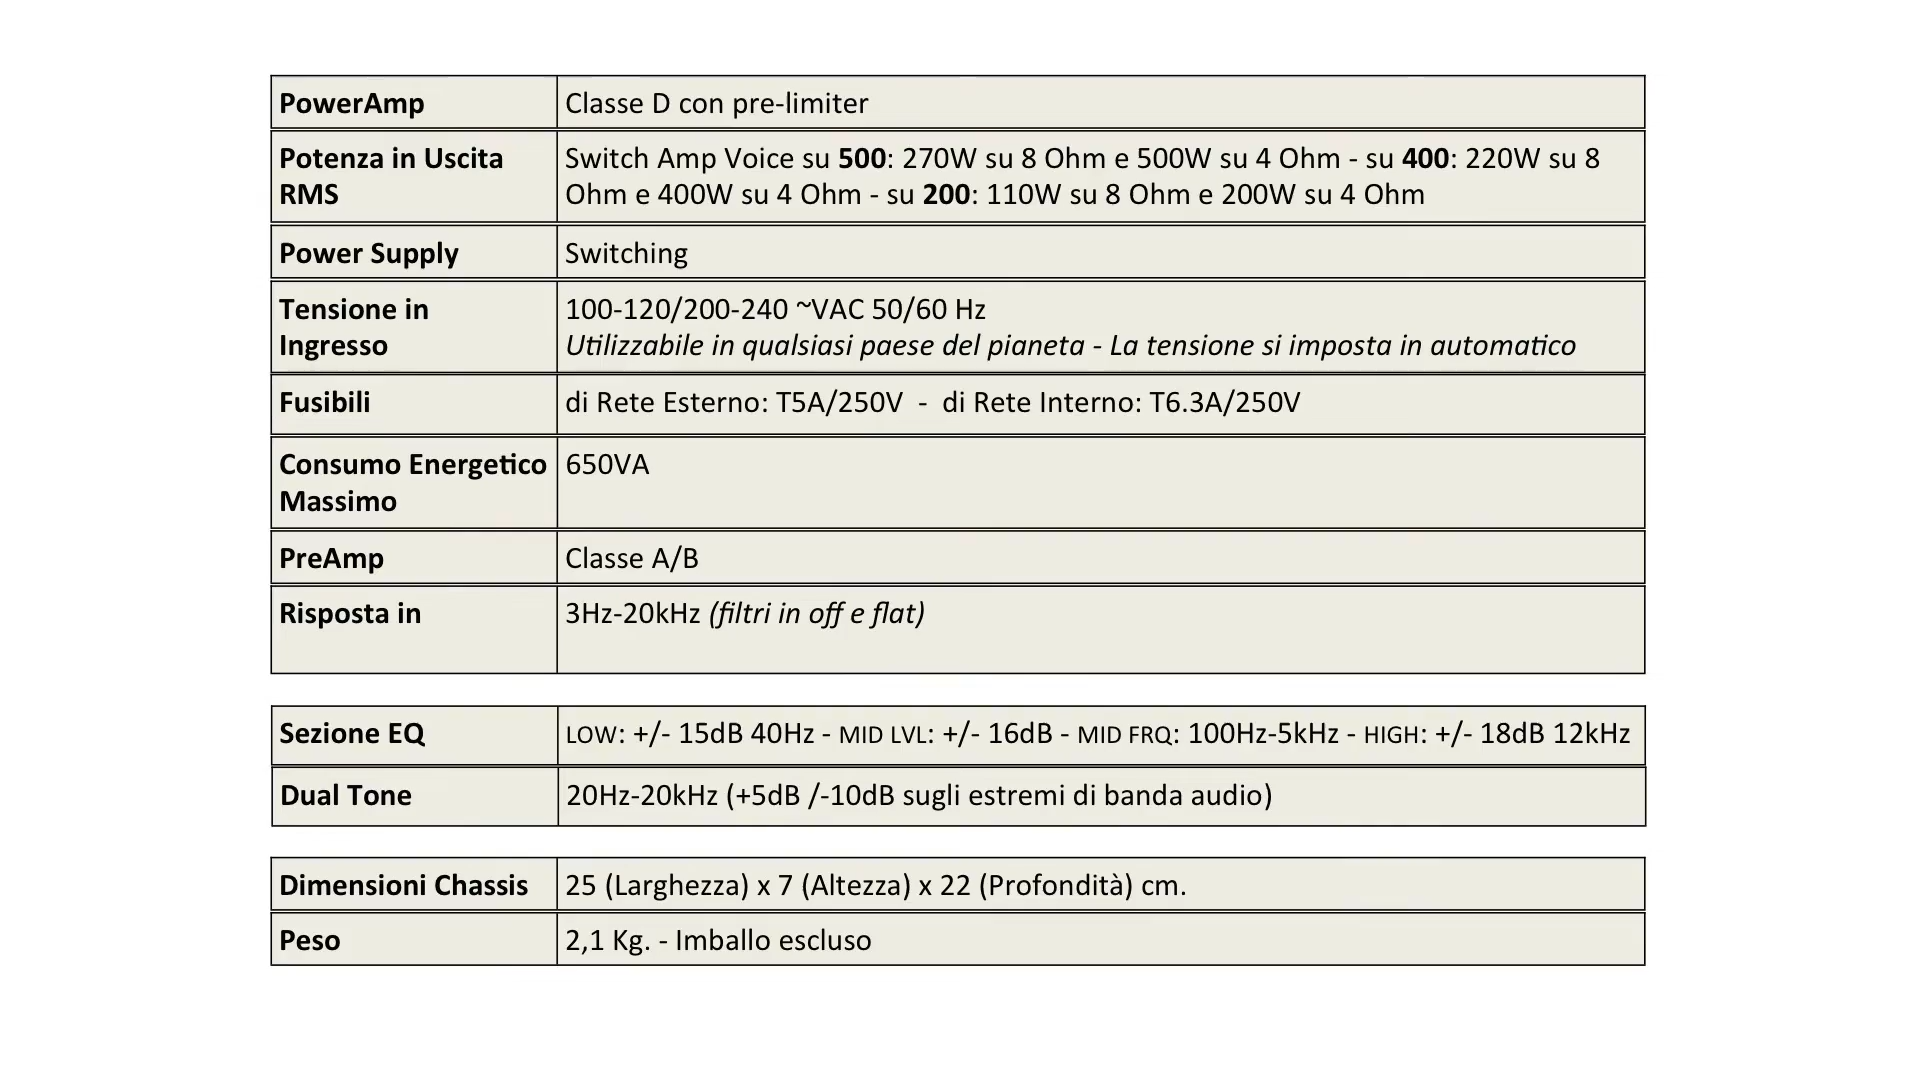 PowerAmp
Classe D con pre-limiter
Potenza in Uscita
RMS
Switch Amp Voice su 500: 270W su 8 Ohm e 500W su 4 Ohm - su 400: 220W su 8
Ohm e 400W su 4 Ohm - su 200: 110W su 8 Ohm e 200W su 4 Ohm
Power Supply
Switching
Tensione in
Ingresso
100-120/200-240 ~VAC 50/60 Hz
Utilizzabile in qualsiasi paese del pianeta - La tensione si imposta in automatico
Fusibili
di Rete Esterno: T5A/250V - di Rete Interno: T6.3A/250V
Consumo Energetico
Massimo
650VA
PreAmp
Classe A/B
Risposta in
3Hz-20kHz (filtri in off e flat)
Sezione EQ
LOW: +/- 15dB 40Hz - MID LVL: +/- 16dB - MID FRQ: 100Hz-5kHz - HIGH: +/- 18dB 12kHz
Dual Tone
20Hz-20kHz (+5dB /-10dB sugli estremi di banda audio)
Dimensioni Chassis
25 (Larghezza) x 7 (Altezza) x 22 (Profondità) cm.
Peso
2,1 Kg. - Imballo escluso